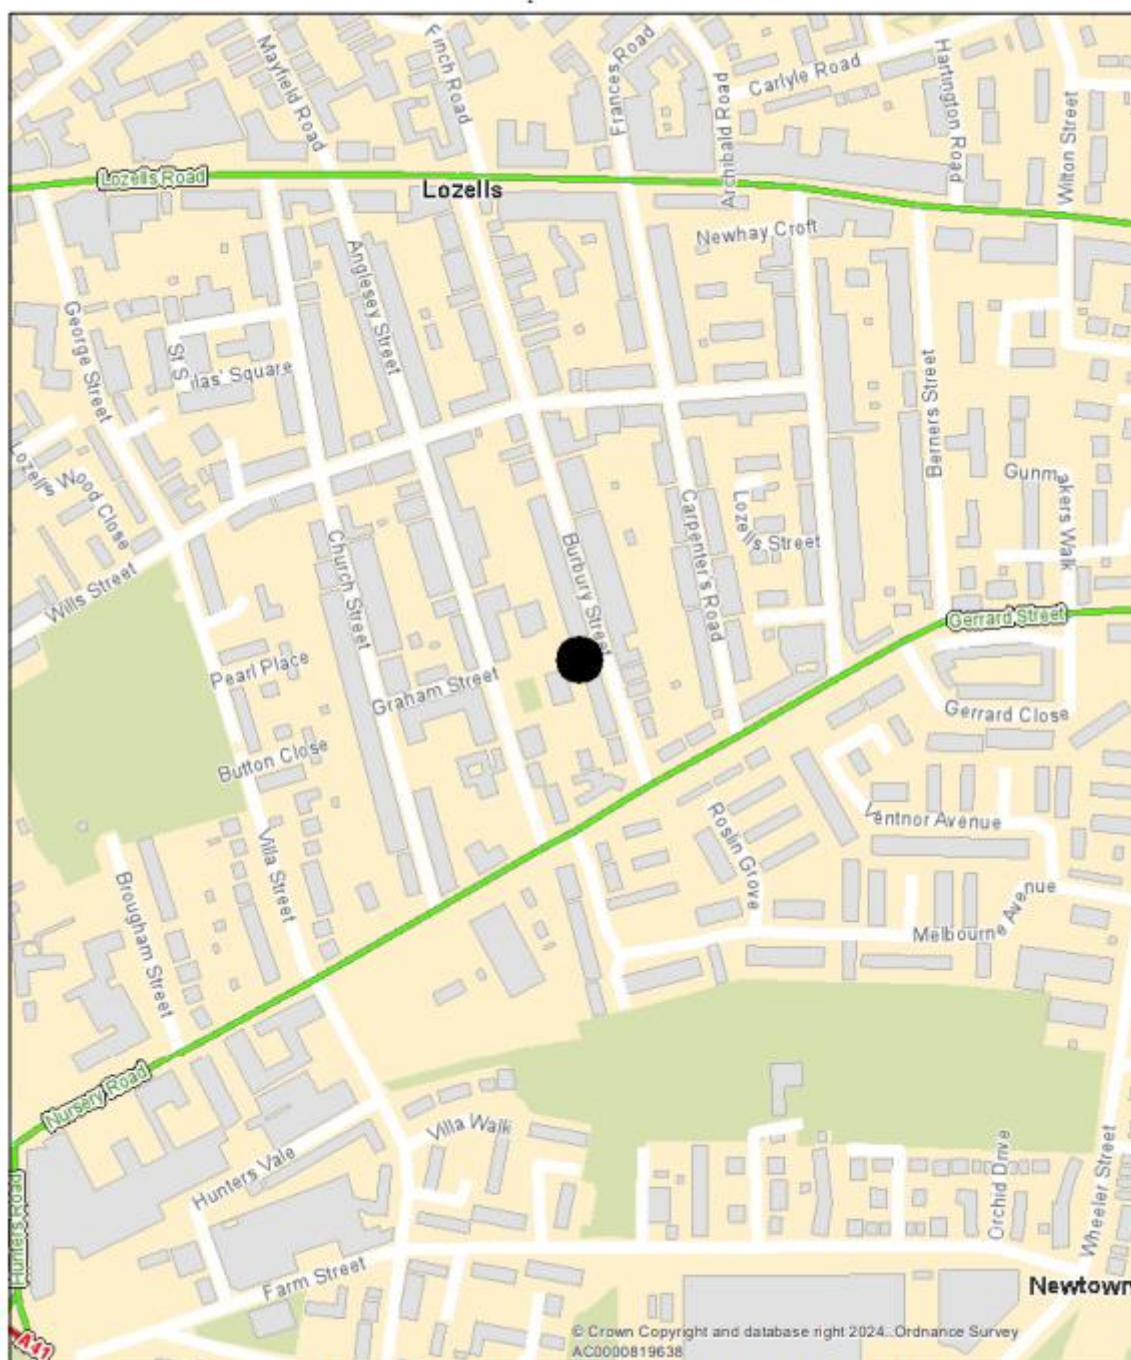 Mayfield Road
Finch Road
Frances Road
Archibald Road
Carlyle Road
Hartington Road
Wilton Street
Lozells Road
Lozells
Newhay Croft
Anglesey Street
George Street
St Silas' Square
Berners Street
Lozells Wood Close
Gunmakers Walk
Carpenter's Road
Lozells Street
Church Street
Burbury Street
Wills Street
Gerrard Street
Pearl Place
Graham Street
Gerrard Close
Button Close
Roslin Grove
Ventnor Avenue
Villa Street
Brougham Street
Melbourne Avenue
Nursery Road
Villa Walk
Hunters Vale
Orchid Drive
Wheeler Street
Hunters Road
Farm Street
Newtown
A41
© Crown Copyright and database right 2024. Ordnance Survey
AC0000819638